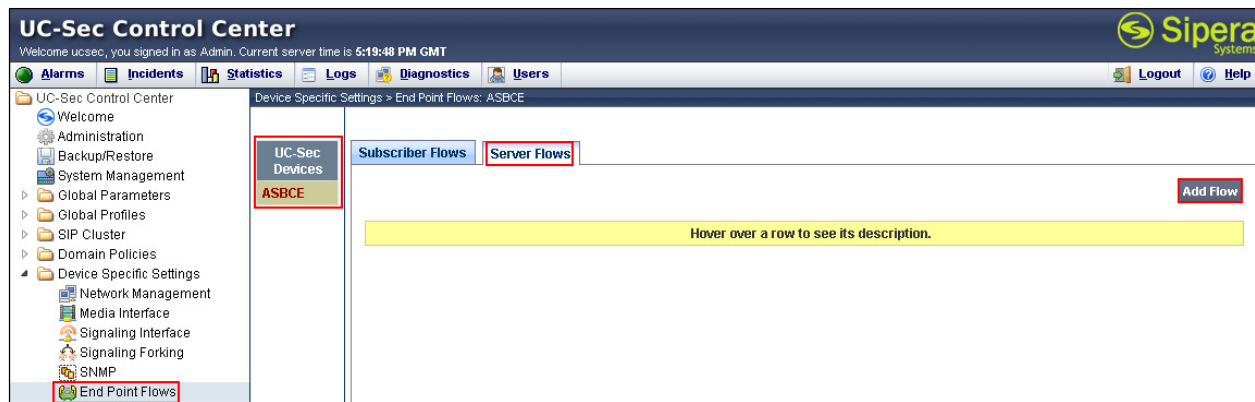 UC-Sec Control Center
Welcome ucsec, you signed in as Admin. Current server time is 5:19:48 PM GMT
Sipera
Systems
Alarms Incidents Statistics Logs Diagnostics Users Logout Help
UC-Sec Control Center
Welcome
Administration
Backup/Restore
System Management
Global Parameters
Global Profiles
SIP Cluster
Domain Policies
Device Specific Settings
Network Management
Media Interface
Signaling Interface
Signaling Forking
SNMP
End Point Flows
Device Specific Settings > End Point Flows: ASBCE
UC-Sec
Devices
ASBCE
Subscriber Flows Server Flows
Add Flow
Hover over a row to see its description.